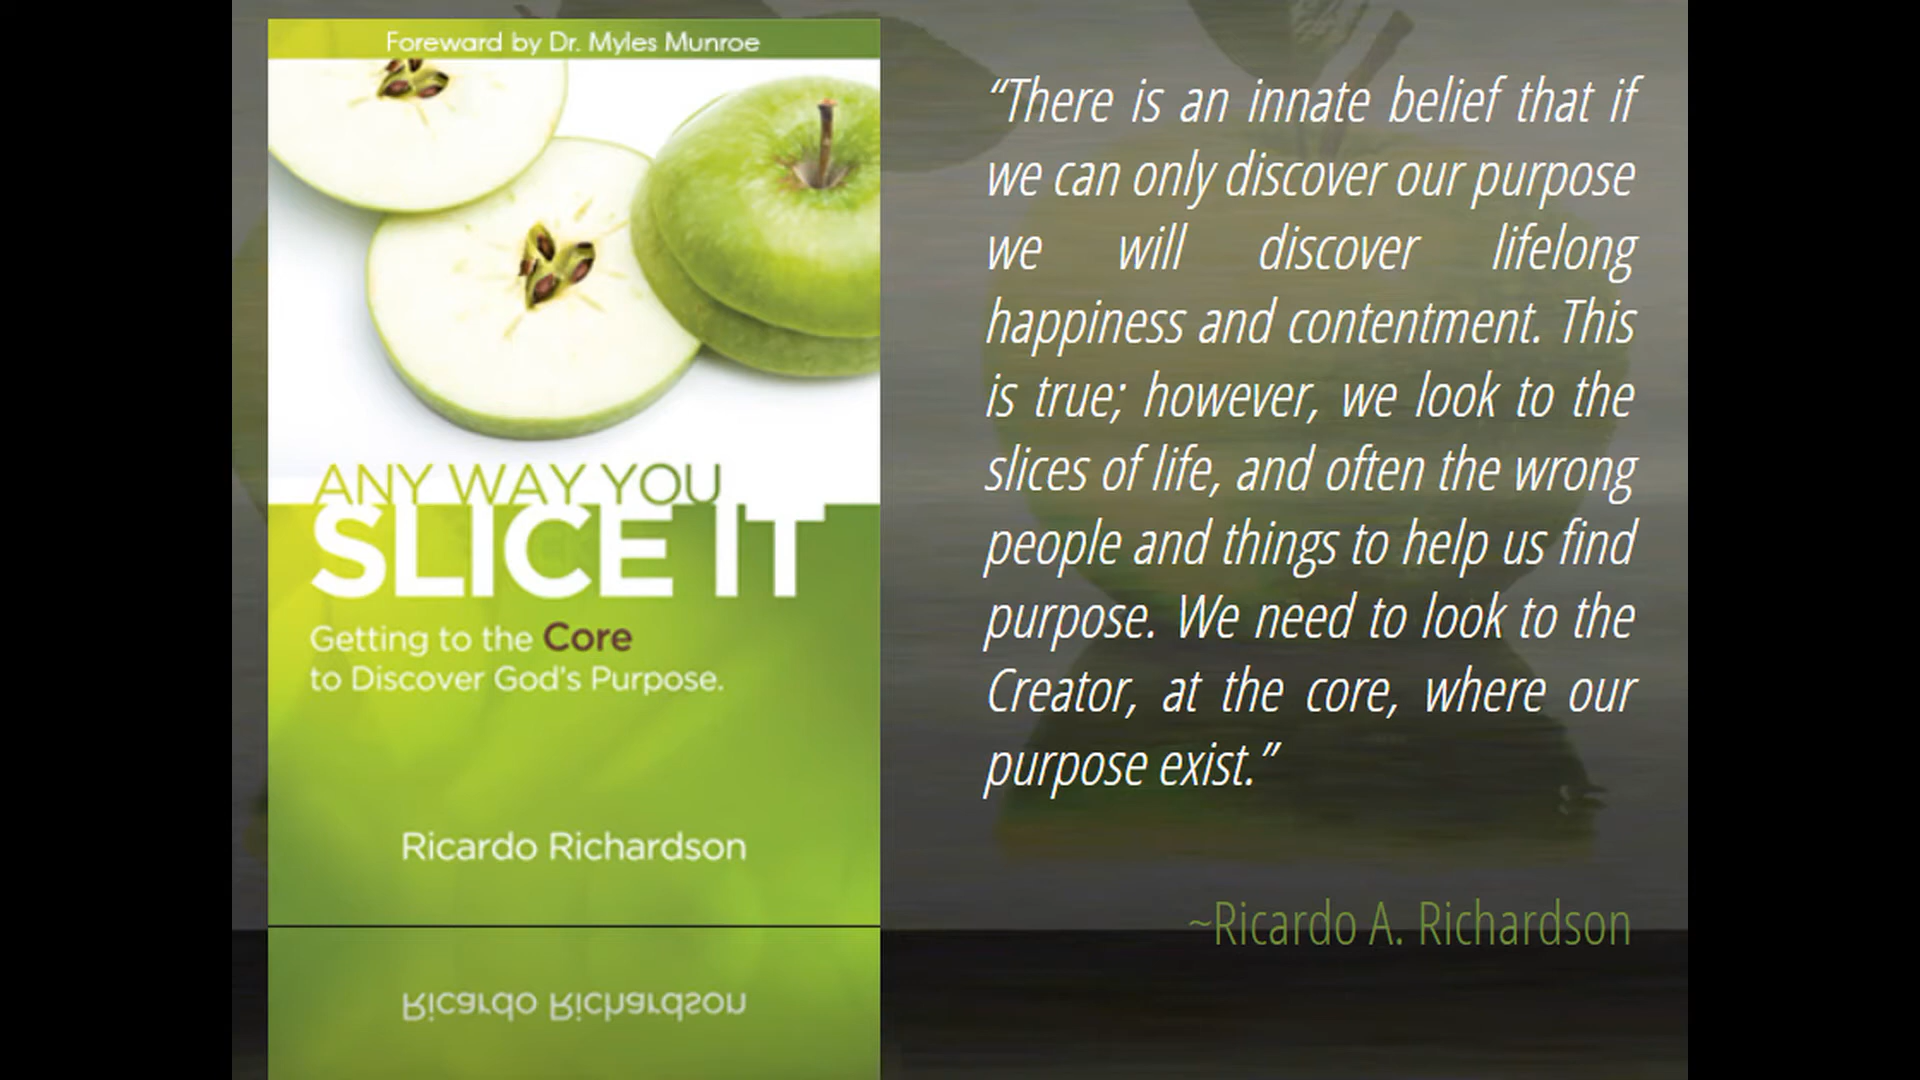 Foreward by Dr. Myles Munroe
ANY WAY YOU
SLICE IT
Getting to the Core
to Discover God's Purpose.
Ricardo Richardson
Ricardo Richardson
“There is an innate belief that if
we can only discover our purpose
we will discover lifelong
happiness and contentment. This
is true; however, we look to the
slices of life, and often the wrong
people and things to help us find
purpose. We need to look to the
Creator, at the core, where our
purpose exist.”
~Ricardo A. Richardson